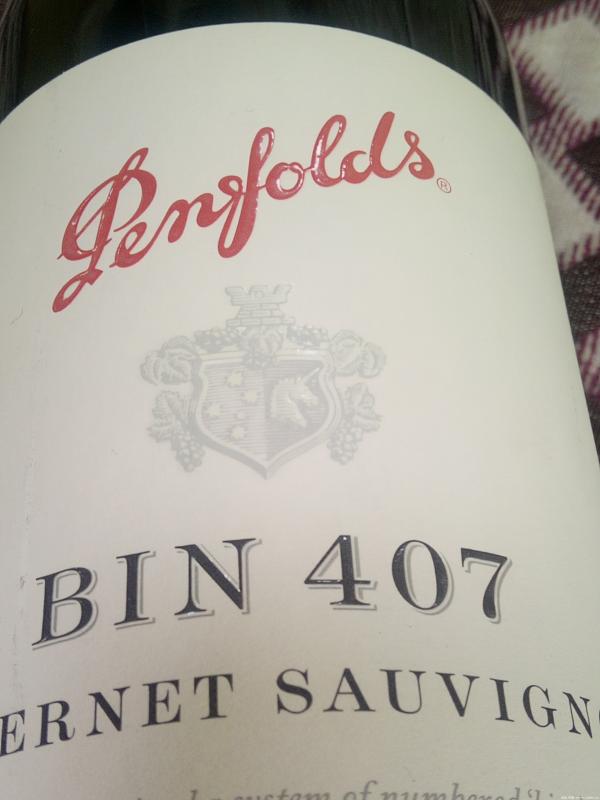 Penfolds®
BIN 407
ERNET SAUVIGN
system of numbered